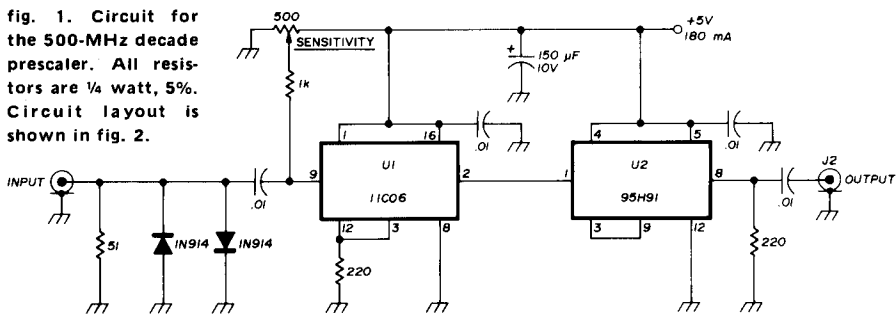 fig. 1. Circuit for
the 500-MHz decade
prescaler. All resis-
tors are ¼ watt, 5%.
Circuit layout is
shown in fig. 2.
500
SENSITIVITY
1k
+5V
180 mA
+
150 µF
10V
1
16
.01
4
5
.01
INPUT
.01
9
U1
11C06
2
1
U2
95H91
8
.01
J2
OUTPUT
51
1N914
1N914
12
3
8
220
3
9
12
220